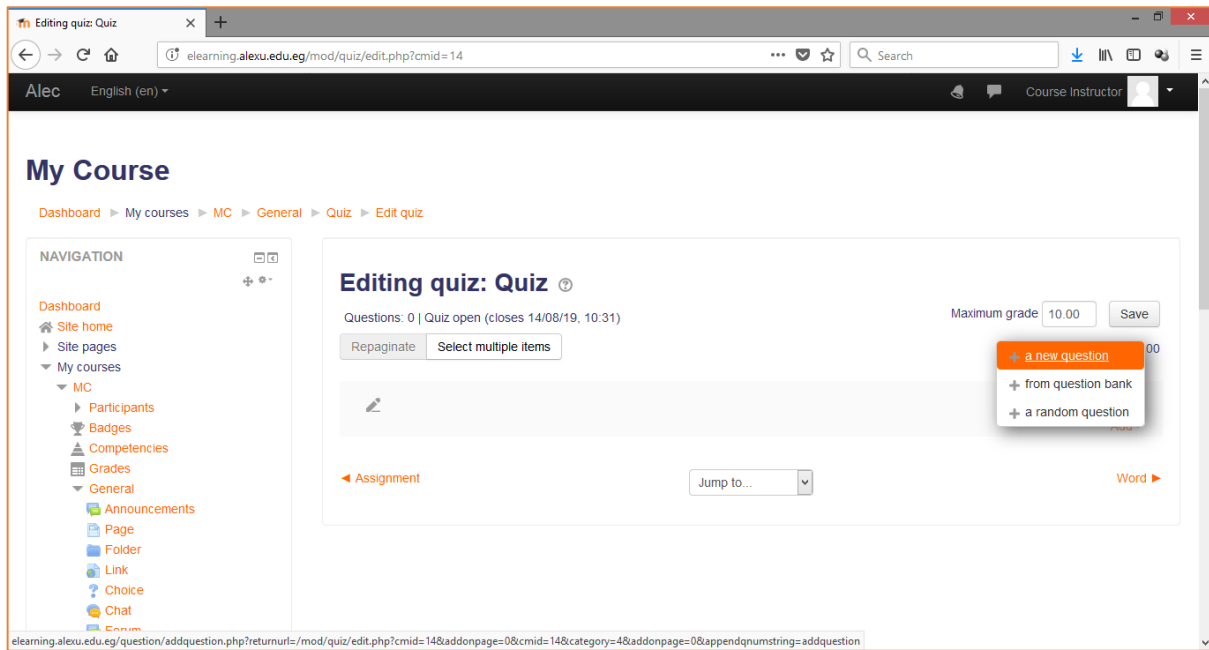 Editing quiz: Quiz
elearning.alexu.edu.eg/mod/quiz/edit.php?cmid=14
Search
Alec English (en)
Course Instructor
My Course
Dashboard ▶ My courses ▶ MC ▶ General ▶ Quiz ▶ Edit quiz
NAVIGATION
Dashboard
Site home
Site pages
My courses
MC
Participants
Badges
Competencies
Grades
General
Announcements
Page
Folder
Link
Choice
Chat
Forum
Editing quiz: Quiz
Questions: 0 | Quiz open (closes 14/08/19, 10:31)
Maximum grade 10.00 Save
Repaginate Select multiple items
00
a new question
from question bank
a random question
Add
◄ Assignment
Jump to...
Word ►
elearning.alexu.edu.eg/question/addquestion.php?returnurl=/mod/quiz/edit.php?cmid=14&addonpage=0&cmid=14&category=4&addonpage=0&appendqnumstring=addquestion